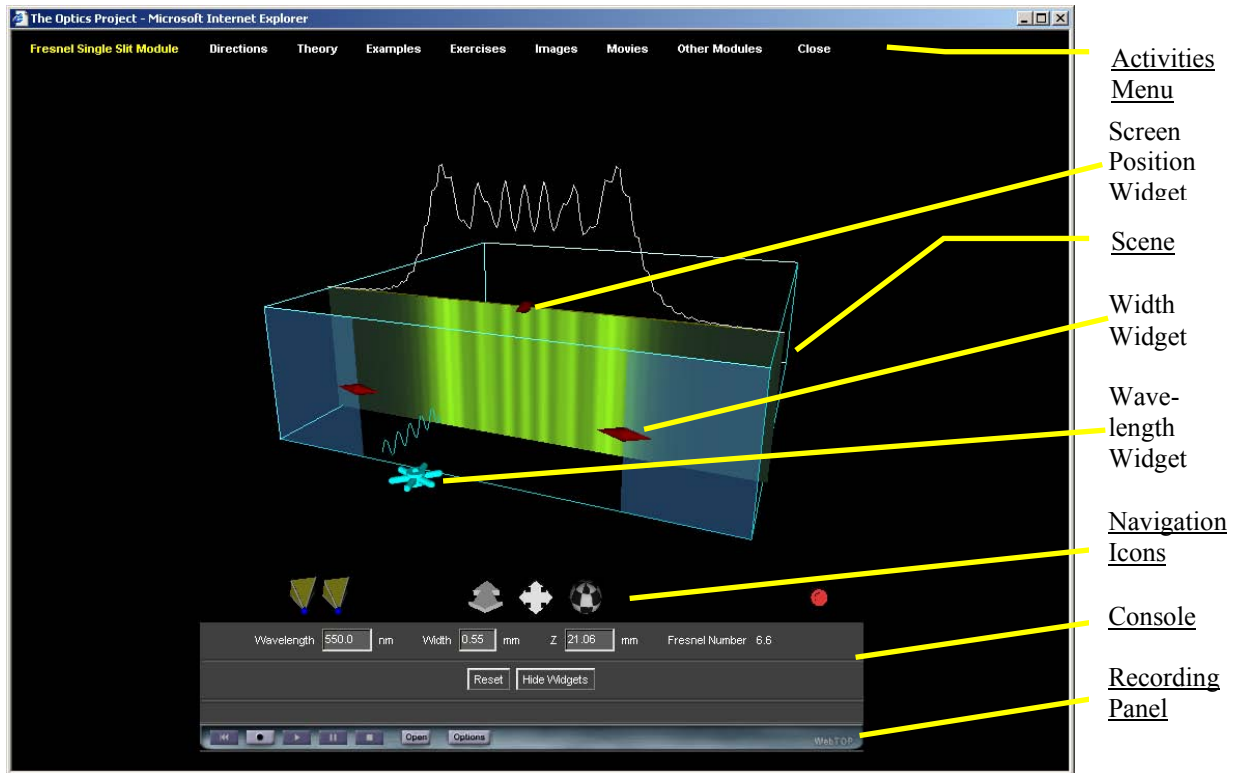 The Optics Project - Microsoft Internet Explorer
Fresnel Single Slit Module Directions Theory Examples Exercises Images Movies Other Modules Close
Activities
Menu
Screen
Position
Widget
Scene
Width
Widget
Wave-
length
Widget
Navigation
Icons
Wavelength 550.0 nm Width 0.55 mm Z 21.06 mm Fresnel Number 6.6
Console
Reset Hide Widgets
Recording
Panel
Open Options WebTOP